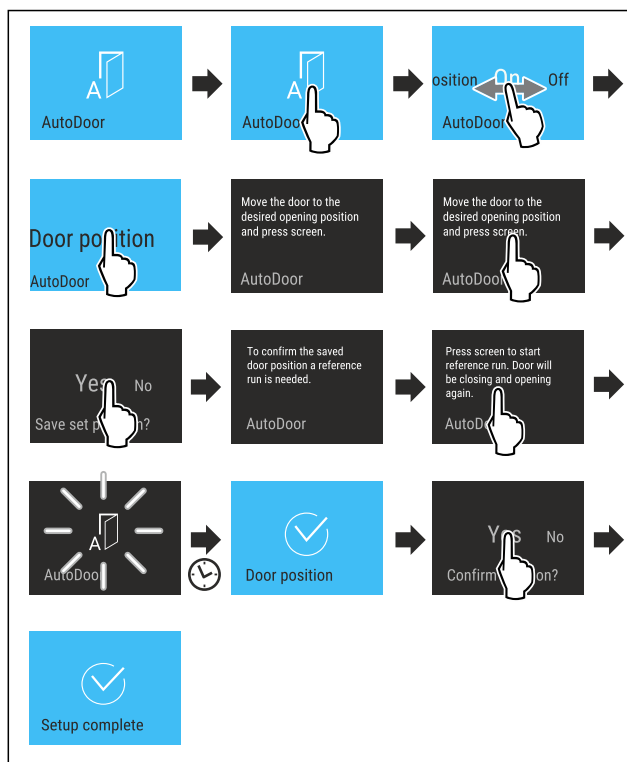 A
AutoDoor
A
AutoDoo
osition On Off
AutoDoor
Door position
AutoDoor
Move the door to the
desired opening position
and press screen.
AutoDoor
Move the door to the
desired opening position
and press screen.
AutoDoo
Yes No
Save set
To confirm the saved
door position a reference
run is needed.
AutoDoor
Press screen to start
reference run. Door will
be closing and opening
again.
AutoD
A
AutoDoor
Door position
Yes No
Confirm
Setup complete